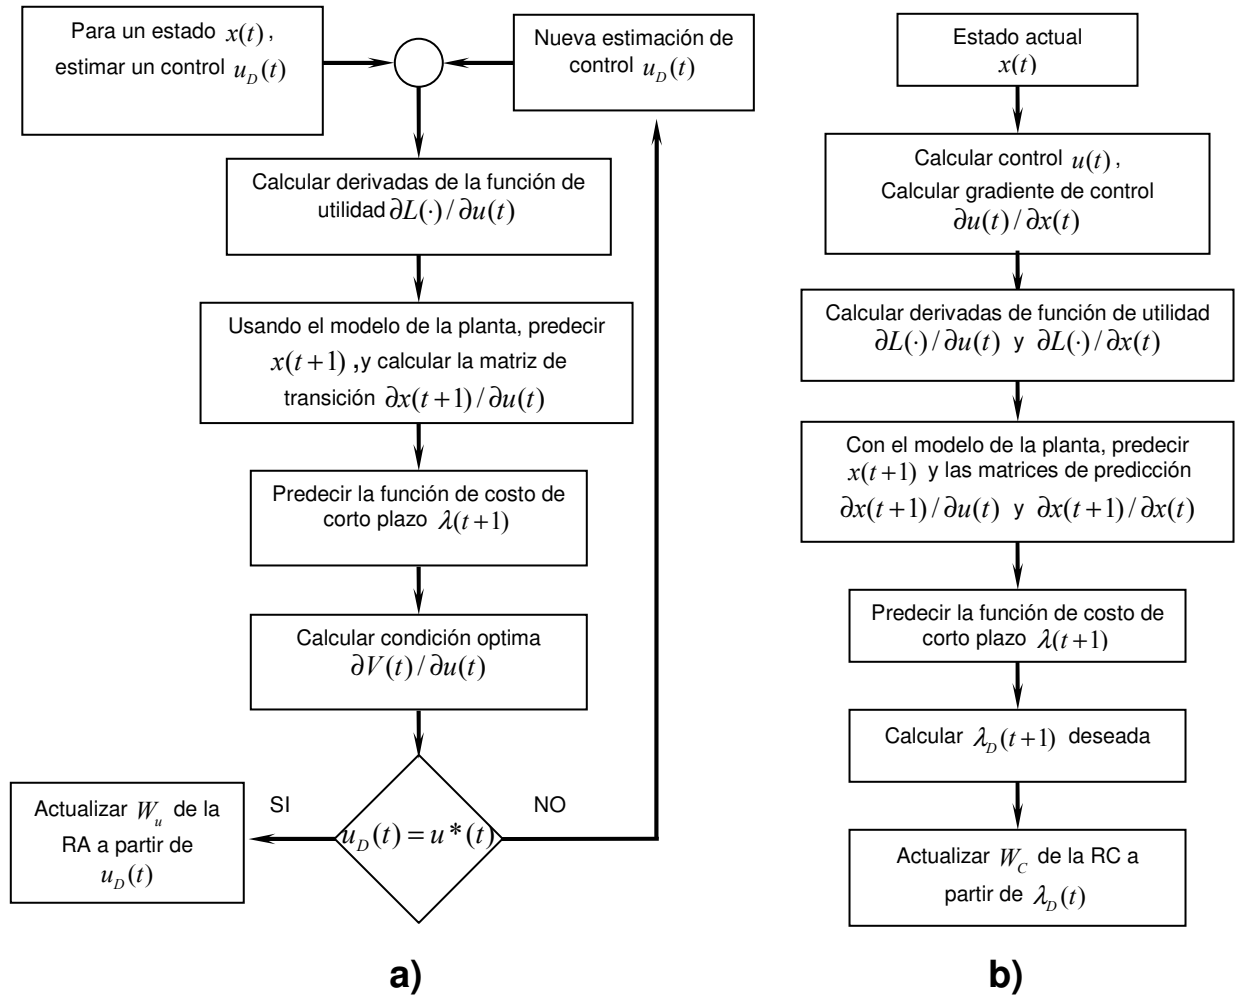 Para un estado x(t),
estimar un control u_D(t)
Nueva estimación de
control u_D(t)
Calcular derivadas de la función de
utilidad ∂L(·)/∂u(t)
Usando el modelo de la planta, predecir
x(t+1) ,y calcular la matriz de
transición ∂x(t+1)/∂u(t)
Predecir la función de costo de
corto plazo λ(t+1)
Calcular condición optima
∂V(t)/∂u(t)
u_D(t)=u*(t)
SI
NO
Actualizar W_u de la
RA a partir de
u_D(t)
a)
Estado actual
x(t)
Calcular control u(t),
Calcular gradiente de control
∂u(t)/∂x(t)
Calcular derivadas de función de utilidad
∂L(·)/∂u(t) y ∂L(·)/∂x(t)
Con el modelo de la planta, predecir
x(t+1) y las matrices de predicción
∂x(t+1)/∂u(t) y ∂x(t+1)/∂x(t)
Predecir la función de costo de
corto plazo λ(t+1)
Calcular λ_D(t+1) deseada
Actualizar W_C de la RC a
partir de λ_D(t)
b)